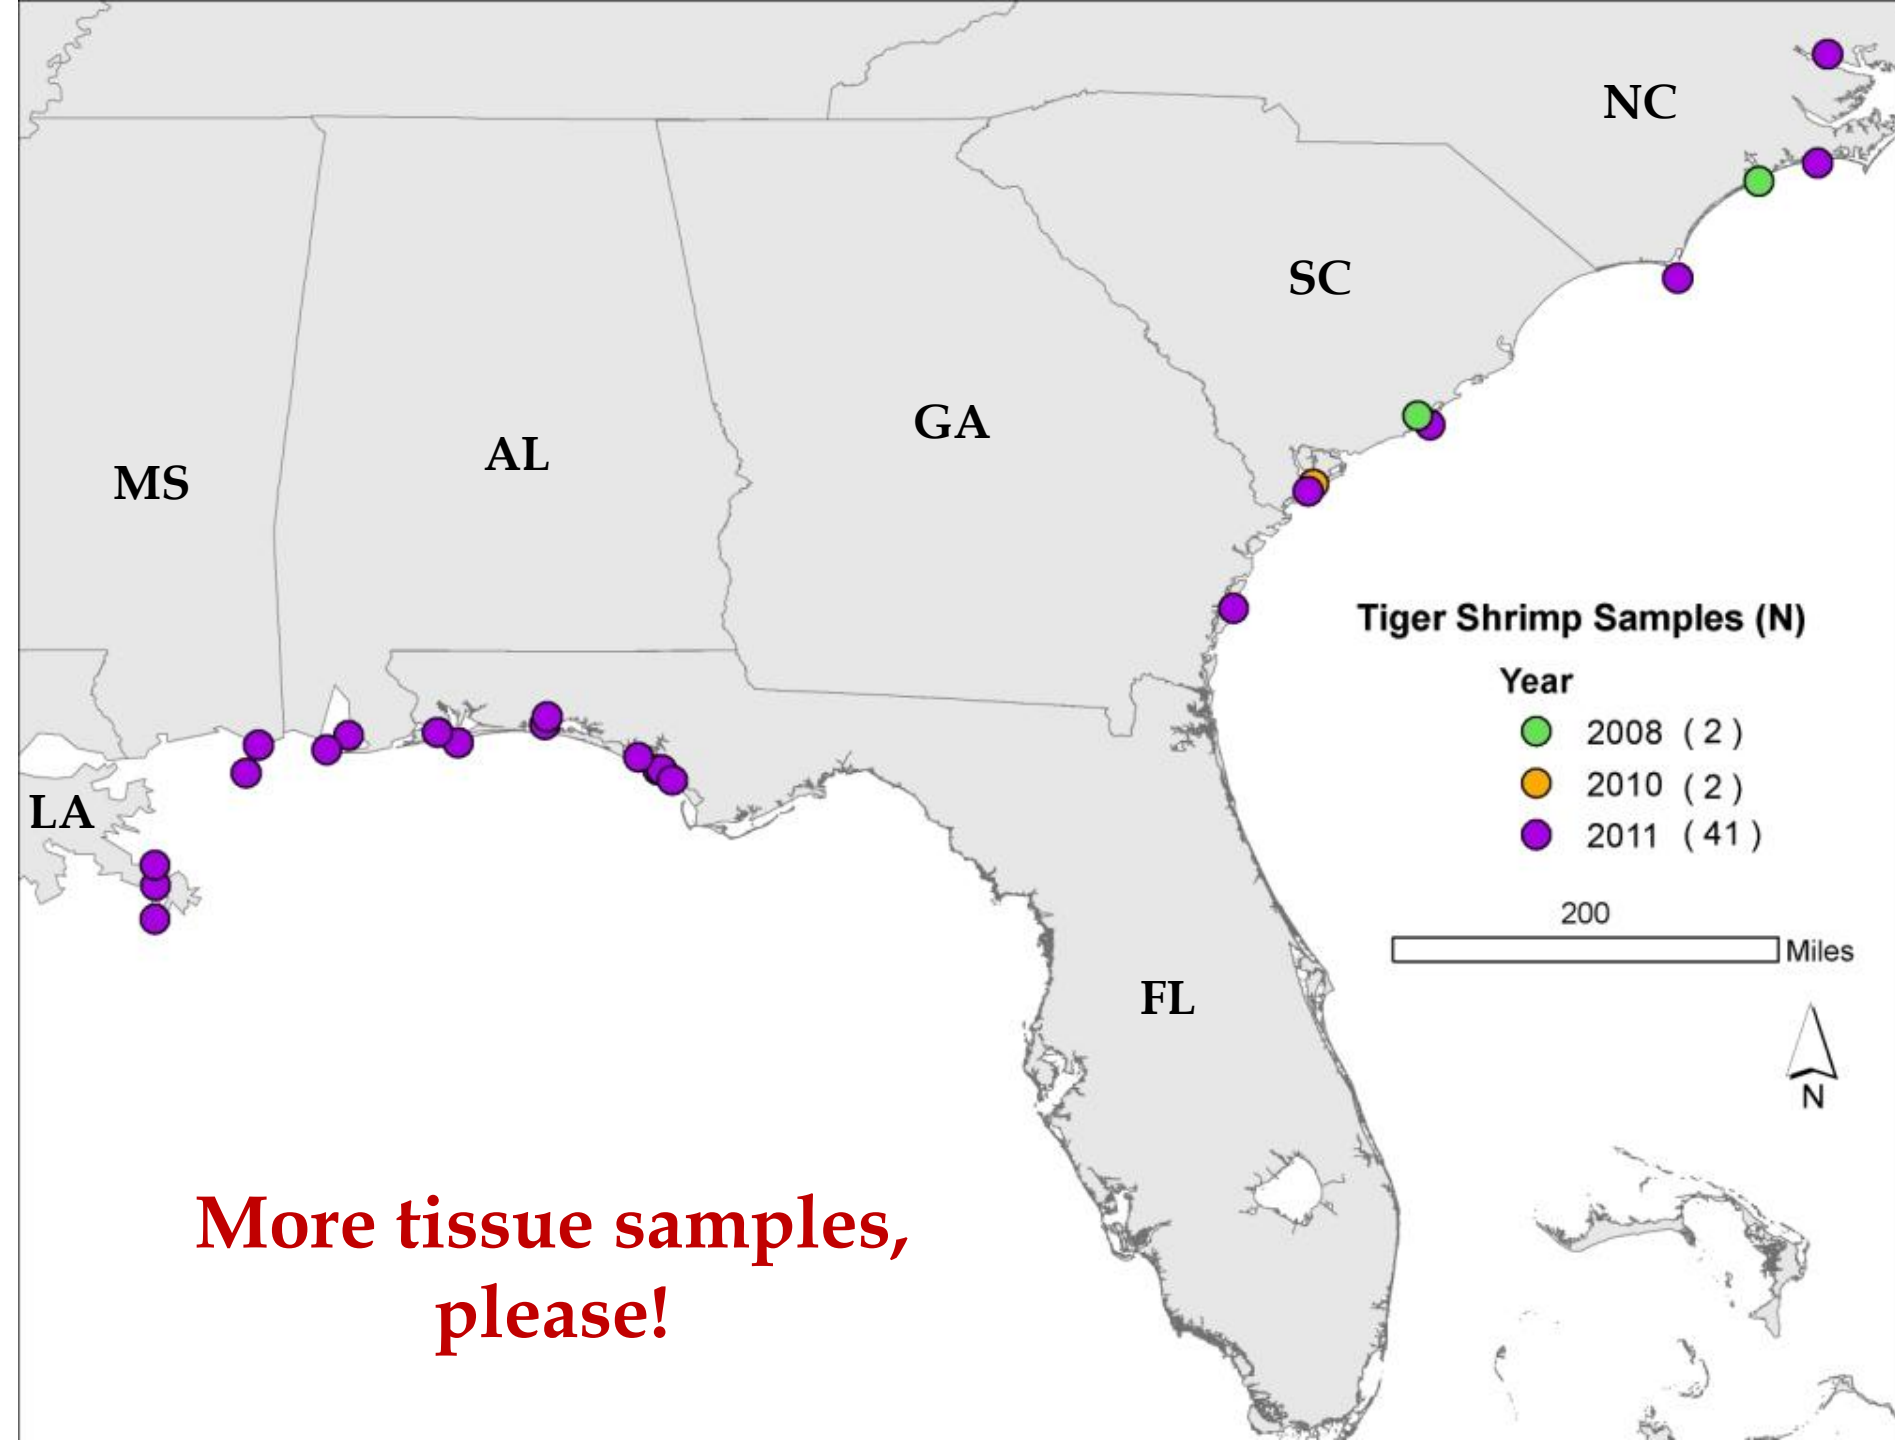 NC
SC
GA
AL
MS
Tiger Shrimp Samples (N)
Year
2008 ( 2 )
2010 ( 2 )
2011 ( 41 )
LA
200
Miles
FL
N
More tissue samples,
please!